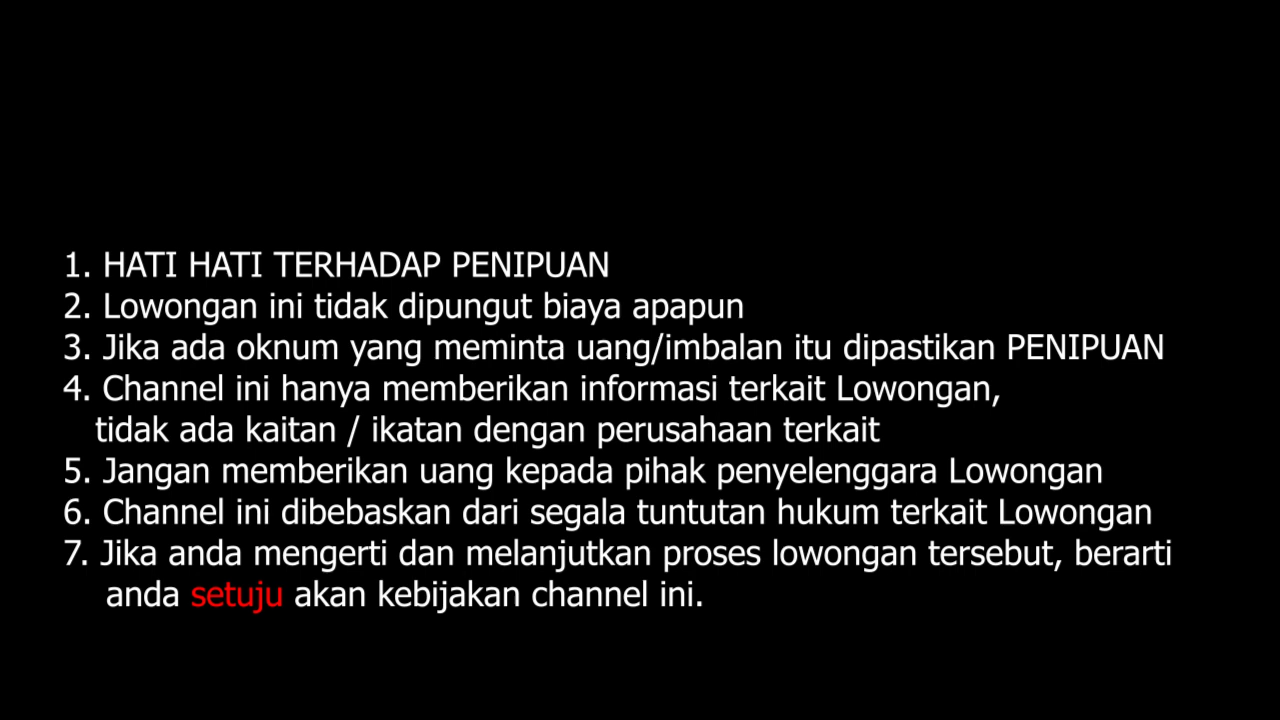 1. HATI HATI TERHADAP PENIPUAN
2. Lowongan ini tidak dipungut biaya apapun
3. Jika ada oknum yang meminta uang/imbalan itu dipastikan PENIPUAN
4. Channel ini hanya memberikan informasi terkait Lowongan,
tidak ada kaitan / ikatan dengan perusahaan terkait
5. Jangan memberikan uang kepada pihak penyelenggara Lowongan
6. Channel ini dibebaskan dari segala tuntutan hukum terkait Lowongan
7. Jika anda mengerti dan melanjutkan proses lowongan tersebut, berarti
anda setuju akan kebijakan channel ini.